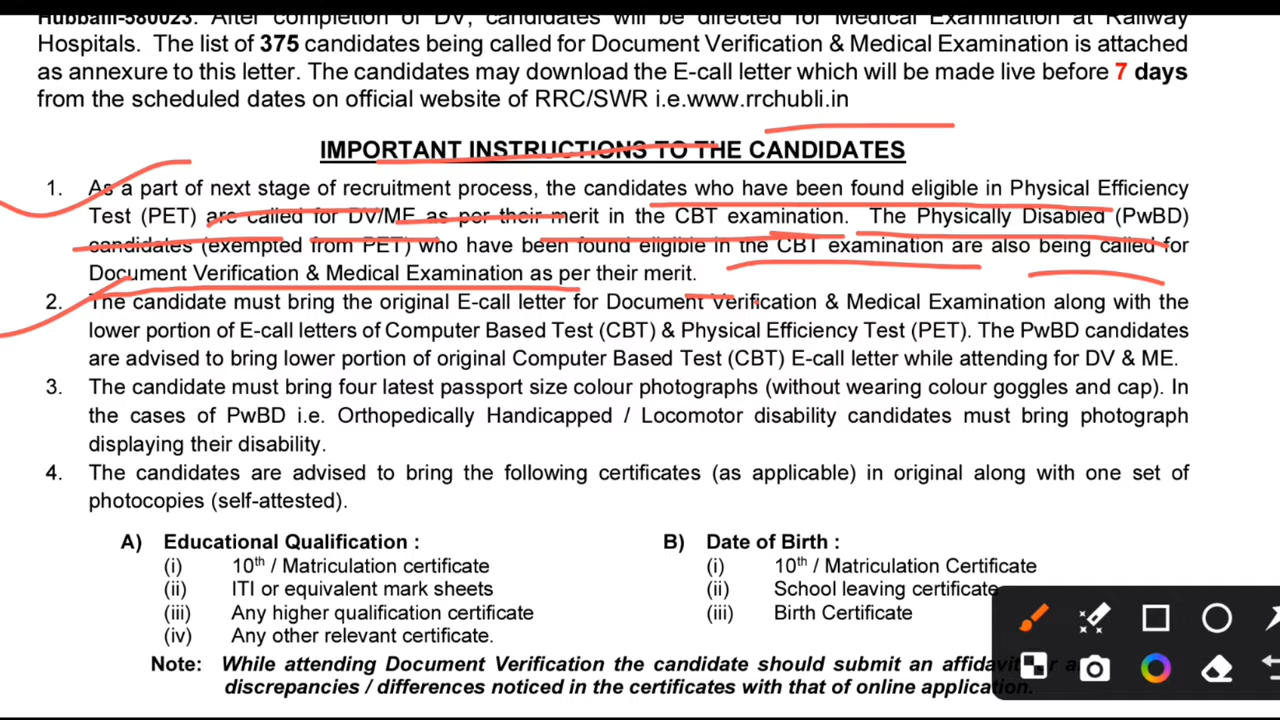 Hubballi-580023. After completion of DV, candidates will be directed for Medical Examination at Railway
Hospitals. The list of 375 candidates being called for Document Verification & Medical Examination is attached
as annexure to this letter. The candidates may download the E-call letter which will be made live before 7 days
from the scheduled dates on official website of RRC/SWR i.e.www.rrchubli.in
IMPORTANT INSTRUCTIONS TO THE CANDIDATES
1. As a part of next stage of recruitment process, the candidates who have been found eligible in Physical Efficiency
Test (PET) are called for DV/ME as per their merit in the CBT examination. The Physically Disabled (PwBD)
candidates (exempted from PET) who have been found eligible in the CBT examination are also being called for
Document Verification & Medical Examination as per their merit.
2. The candidate must bring the original E-call letter for Document Verification & Medical Examination along with the
lower portion of E-call letters of Computer Based Test (CBT) & Physical Efficiency Test (PET). The PwBD candidates
are advised to bring lower portion of original Computer Based Test (CBT) E-call letter while attending for DV & ME.
3. The candidate must bring four latest passport size colour photographs (without wearing colour goggles and cap). In
the cases of PwBD i.e. Orthopedically Handicapped / Locomotor disability candidates must bring photograph
displaying their disability.
4. The candidates are advised to bring the following certificates (as applicable) in original along with one set of
photocopies (self-attested).
A) Educational Qualification :
(i) 10th / Matriculation certificate
(ii) ITI or equivalent mark sheets
(iii) Any higher qualification certificate
(iv) Any other relevant certificate.
B) Date of Birth :
(i) 10th / Matriculation Certificate
(ii) School leaving certificate
(iii) Birth Certificate
Note: While attending Document Verification the candidate should submit an affidavit
discrepancies / differences noticed in the certificates with that of online application.